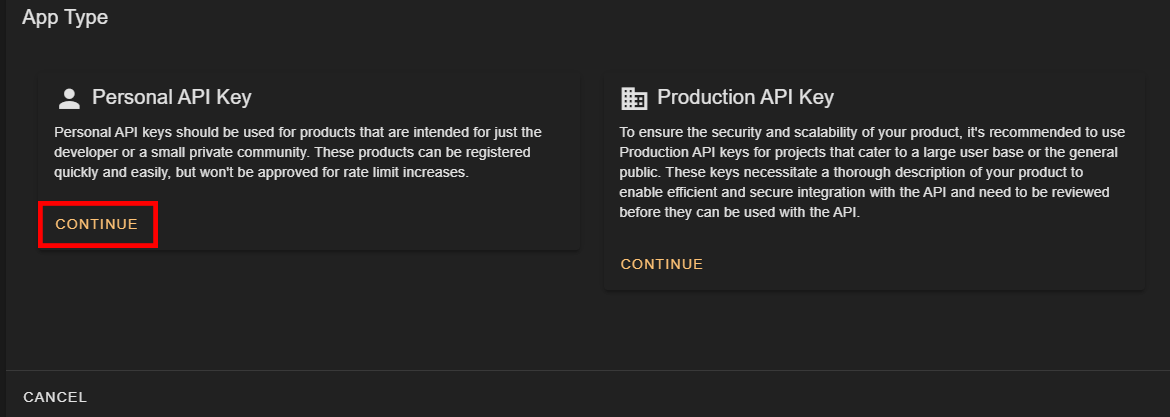 App Type
Personal API Key
Personal API keys should be used for products that are intended for just the
developer or a small private community. These products can be registered
quickly and easily, but won't be approved for rate limit increases.
CONTINUE
Production API Key
To ensure the security and scalability of your product, it's recommended to use
Production API keys for projects that cater to a large user base or the general
public. These keys necessitate a thorough description of your product to
enable efficient and secure integration with the API and need to be reviewed
before they can be used with the API.
CONTINUE
CANCEL